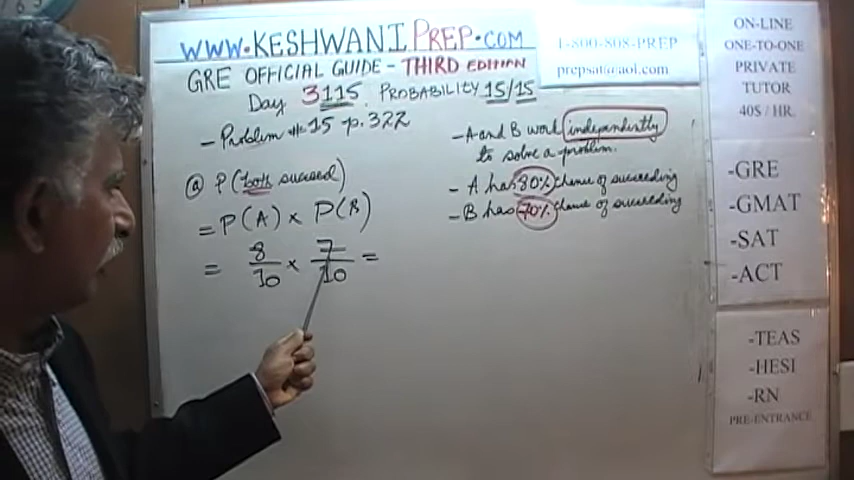 WWW.KESHWANI PREP.COM
GRE OFFICIAL GUIDE - THIRD EDITION
Day 3115. PROBABILITY 15/15
- Problem #15 p. 322
ⓐ P(both succeed)
= P(A) × P(B)
= 8/10 × 7/10 =
- A and B work independently
to solve a problem.
- A has 80% chance of succeeding
- B has 70% chance of succeeding
1-800-808-PREP
prepsat@aol.com
ON-LINE
ONE-TO-ONE
PRIVATE
TUTOR
40$ / HR.
-GRE
-GMAT
-SAT
-ACT
-TEAS
-HESI
-RN
PRE-ENTRANCE